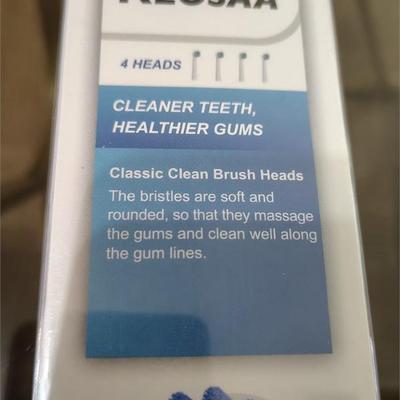 4 HEADS
CLEANER TEETH,
HEALTHIER GUMS
Classic Clean Brush Heads
The bristles are soft and
rounded, so that they massage
the gums and clean well along
the gum lines.